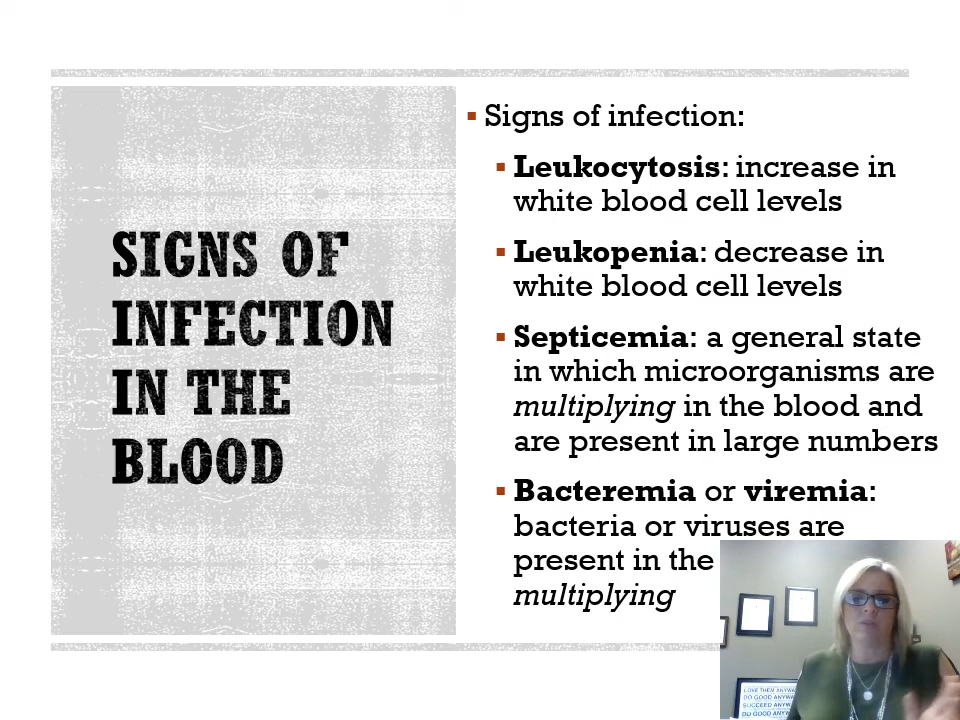 SIGNS OF
INFECTION
IN THE
BLOOD
▪ Signs of infection:
▪ Leukocytosis: increase in
white blood cell levels
▪ Leukopenia: decrease in
white blood cell levels
▪ Septicemia: a general state
in which microorganisms are
multiplying in the blood and
are present in large numbers
▪ Bacteremia or viremia:
bacteria or viruses are
present in the
multiplying
LOVE THEM ANYWAY
DO GOOD ANYWA
SUCCEED ANYW
DO GOOD ANYWA